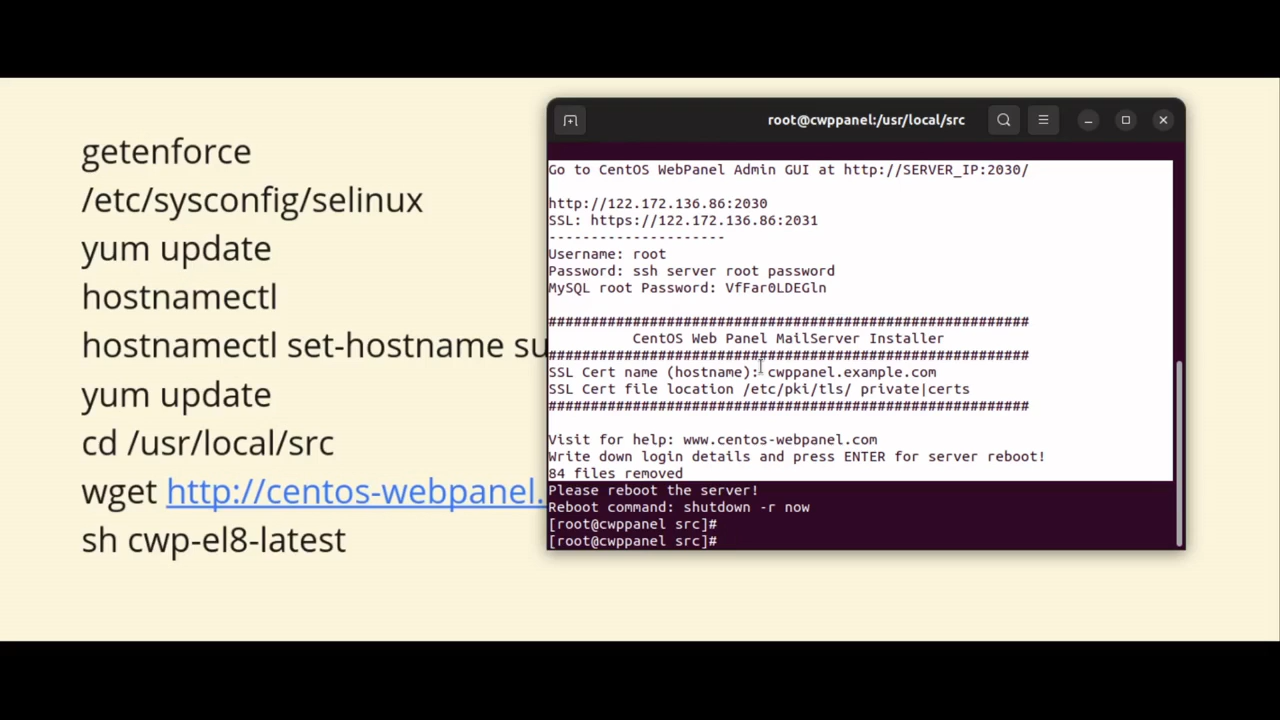 getenforce
/etc/sysconfig/selinux
yum update
hostnamectl
hostnamectl set-hostname su
yum update
cd /usr/local/src
wget http://centos-webpanel.
sh cwp-el8-latest
root@cwppanel:/usr/local/src
Go to CentOS WebPanel Admin GUI at http://SERVER_IP:2030/
http://122.172.136.86:2030
SSL: https://122.172.136.86:2031
---------------------
Username: root
Password: ssh server root password
MySQL root Password: VfFar0LDEGln
#########################################################
CentOS Web Panel MailServer Installer
#########################################################
SSL Cert name (hostname): cwppanel.example.com
SSL Cert file location /etc/pki/tls/ private|certs
#########################################################
Visit for help: www.centos-webpanel.com
Write down login details and press ENTER for server reboot!
84 files removed
Please reboot the server!
Reboot command: shutdown -r now
[root@cwppanel src]#
[root@cwppanel src]#